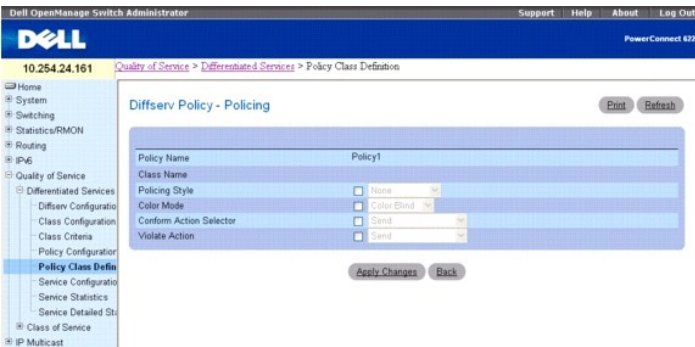 Dell OpenManage Switch Administrator
Support Help About Log Out
DELL
PowerConnect 622
10.254.24.161
Quality of Service > Differentiated Services > Policy Class Definition
Home
System
Switching
Statistics/RMON
Routing
IPv6
Quality of Service
Differentiated Services
Diffserv Configuratio
Class Configuration
Class Criteria
Policy Configuration
Policy Class Defin
Service Configuratio
Service Statistics
Service Detailed Sta
Class of Service
IP Multicast
Diffserv Policy - Policing
Print Refresh
Policy Name Policy1
Class Name
Policing Style None
Color Mode Color Blind
Conform Action Selector Send
Violate Action Send
Apply Changes Back